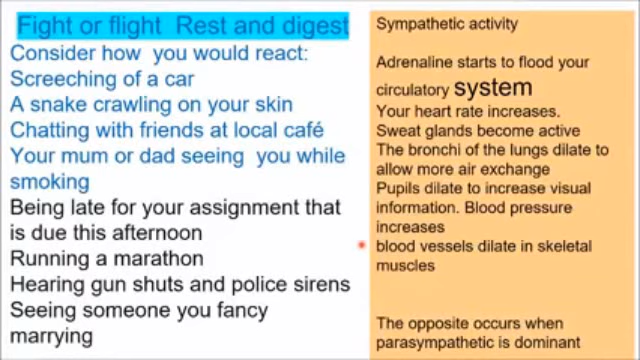 Fight or flight Rest and digest
Consider how you would react:
Screeching of a car
A snake crawling on your skin
Chatting with friends at local café
Your mum or dad seeing you while
smoking
Being late for your assignment that
is due this afternoon
Running a marathon
Hearing gun shuts and police sirens
Seeing someone you fancy
marrying
Sympathetic activity
Adrenaline starts to flood your
circulatory system
Your heart rate increases.
Sweat glands become active
The bronchi of the lungs dilate to
allow more air exchange
Pupils dilate to increase visual
information. Blood pressure
increases
blood vessels dilate in skeletal
muscles
The opposite occurs when
parasympathetic is dominant